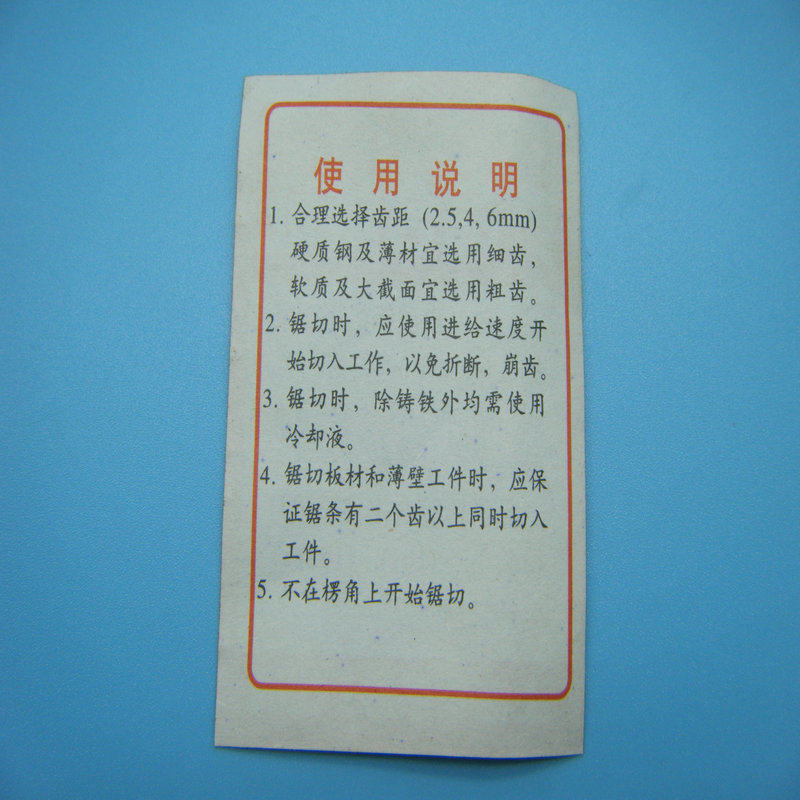 使用说明
1. 合理选择齿距 (2.5,4, 6mm)
硬质钢及薄材宜选用细齿，
软质及大截面宜选用粗齿。
2. 锯切时，应使用进给速度开
始切入工作，以免折断，崩齿。
3. 锯切时，除铸铁外均需使用
冷却液。
4. 锯切板材和薄壁工件时，应保
证锯条有二个齿以上同时切入
工件。
5. 不在楞角上开始锯切。